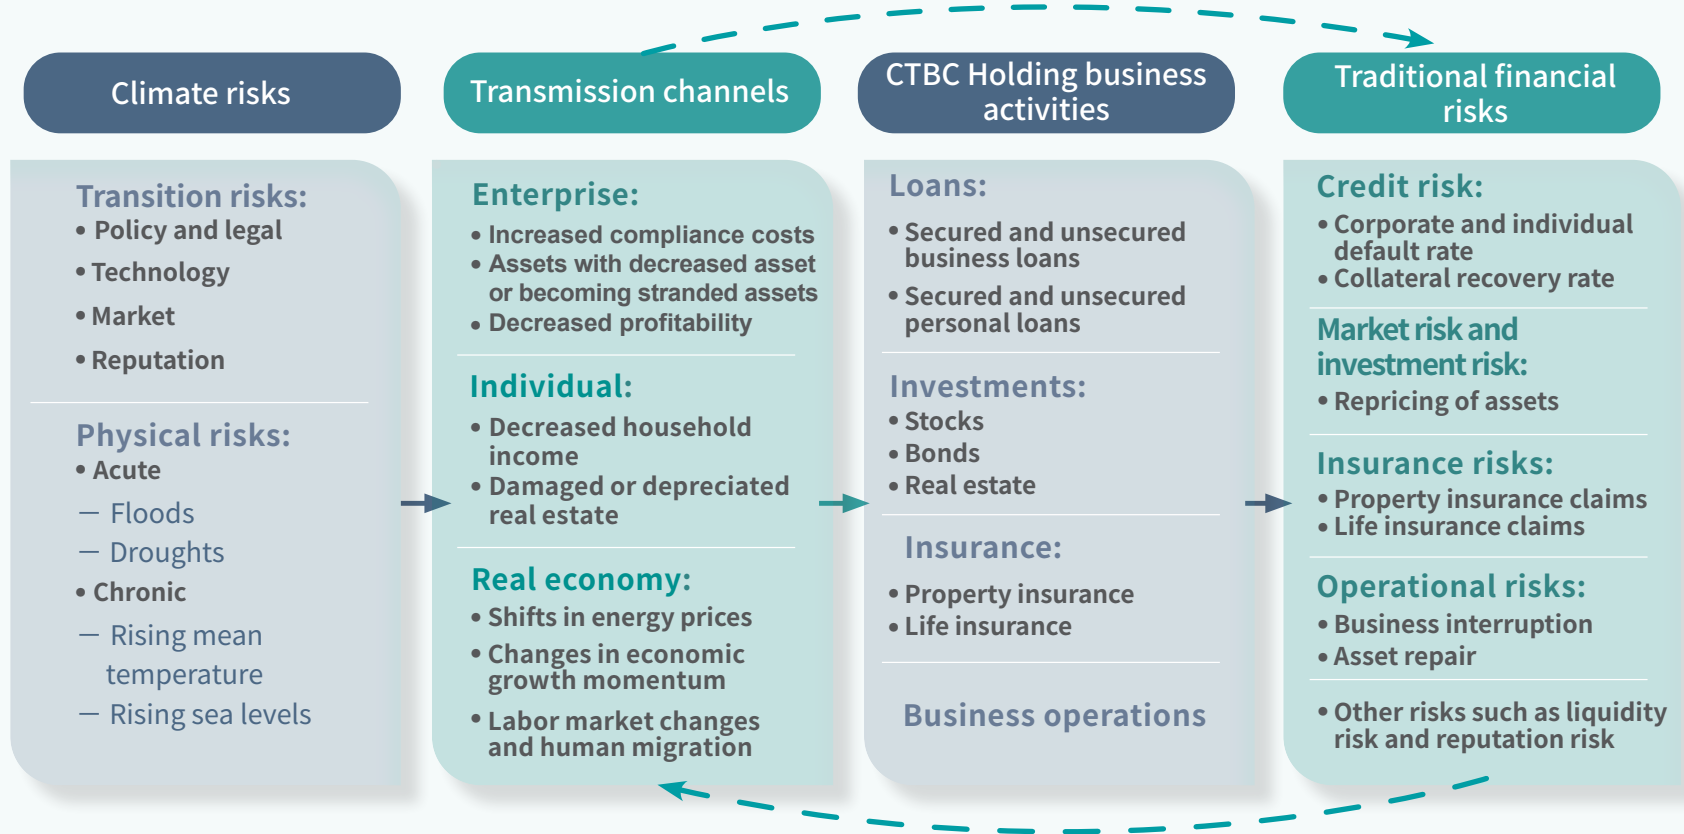 Climate risks
Transition risks:
• Policy and legal
• Technology
• Market
• Reputation
Physical risks:
• Acute
— Floods
— Droughts
• Chronic
— Rising mean
temperature
— Rising sea levels
Transmission channels
Enterprise:
• Increased compliance costs
• Assets with decreased asset
or becoming stranded assets
• Decreased profitability
Individual:
• Decreased household
income
• Damaged or depreciated
real estate
Real economy:
• Shifts in energy prices
• Changes in economic
growth momentum
• Labor market changes
and human migration
CTBC Holding business
activities
Loans:
• Secured and unsecured
business loans
• Secured and unsecured
personal loans
Investments:
• Stocks
• Bonds
• Real estate
Insurance:
• Property insurance
• Life insurance
Business operations
Traditional financial
risks
Credit risk:
• Corporate and individual
default rate
• Collateral recovery rate
Market risk and
investment risk:
• Repricing of assets
Insurance risks:
• Property insurance claims
• Life insurance claims
Operational risks:
• Business interruption
• Asset repair
• Other risks such as liquidity
risk and reputation risk